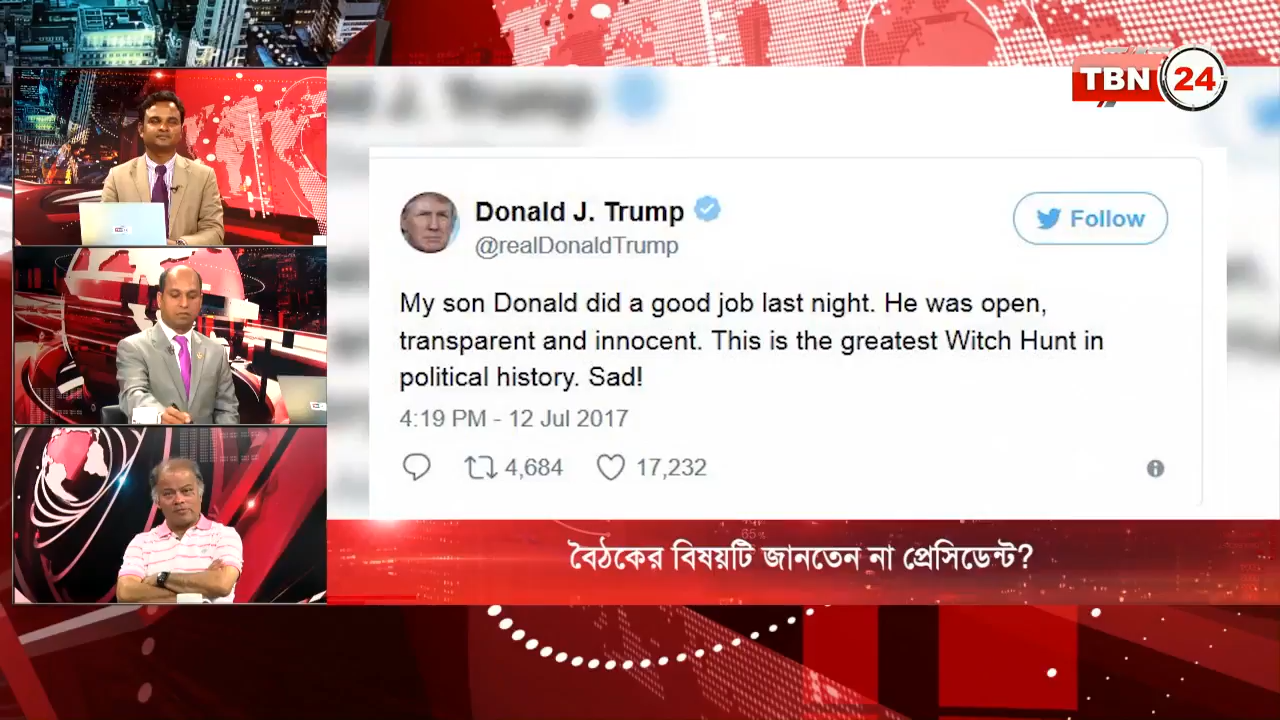 TBN 24
Donald J. Trump
@realDonaldTrump
Follow
My son Donald did a good job last night. He was open,
transparent and innocent. This is the greatest Witch Hunt in
political history. Sad!
4:19 PM - 12 Jul 2017
4,684 17,232
বৈঠকের বিষয়টি জানতেন না প্রেসিডেন্ট?